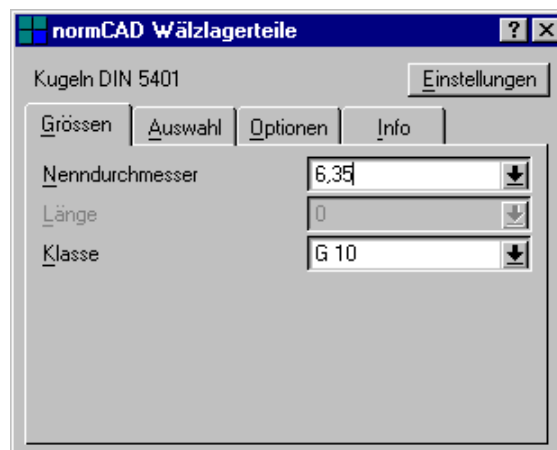 normCAD Wälzlagerteile ? ×
Kugeln DIN 5401 Einstellungen
Grössen Auswahl Optionen Info
Nenndurchmesser 6,35
Länge 0
Klasse G 10